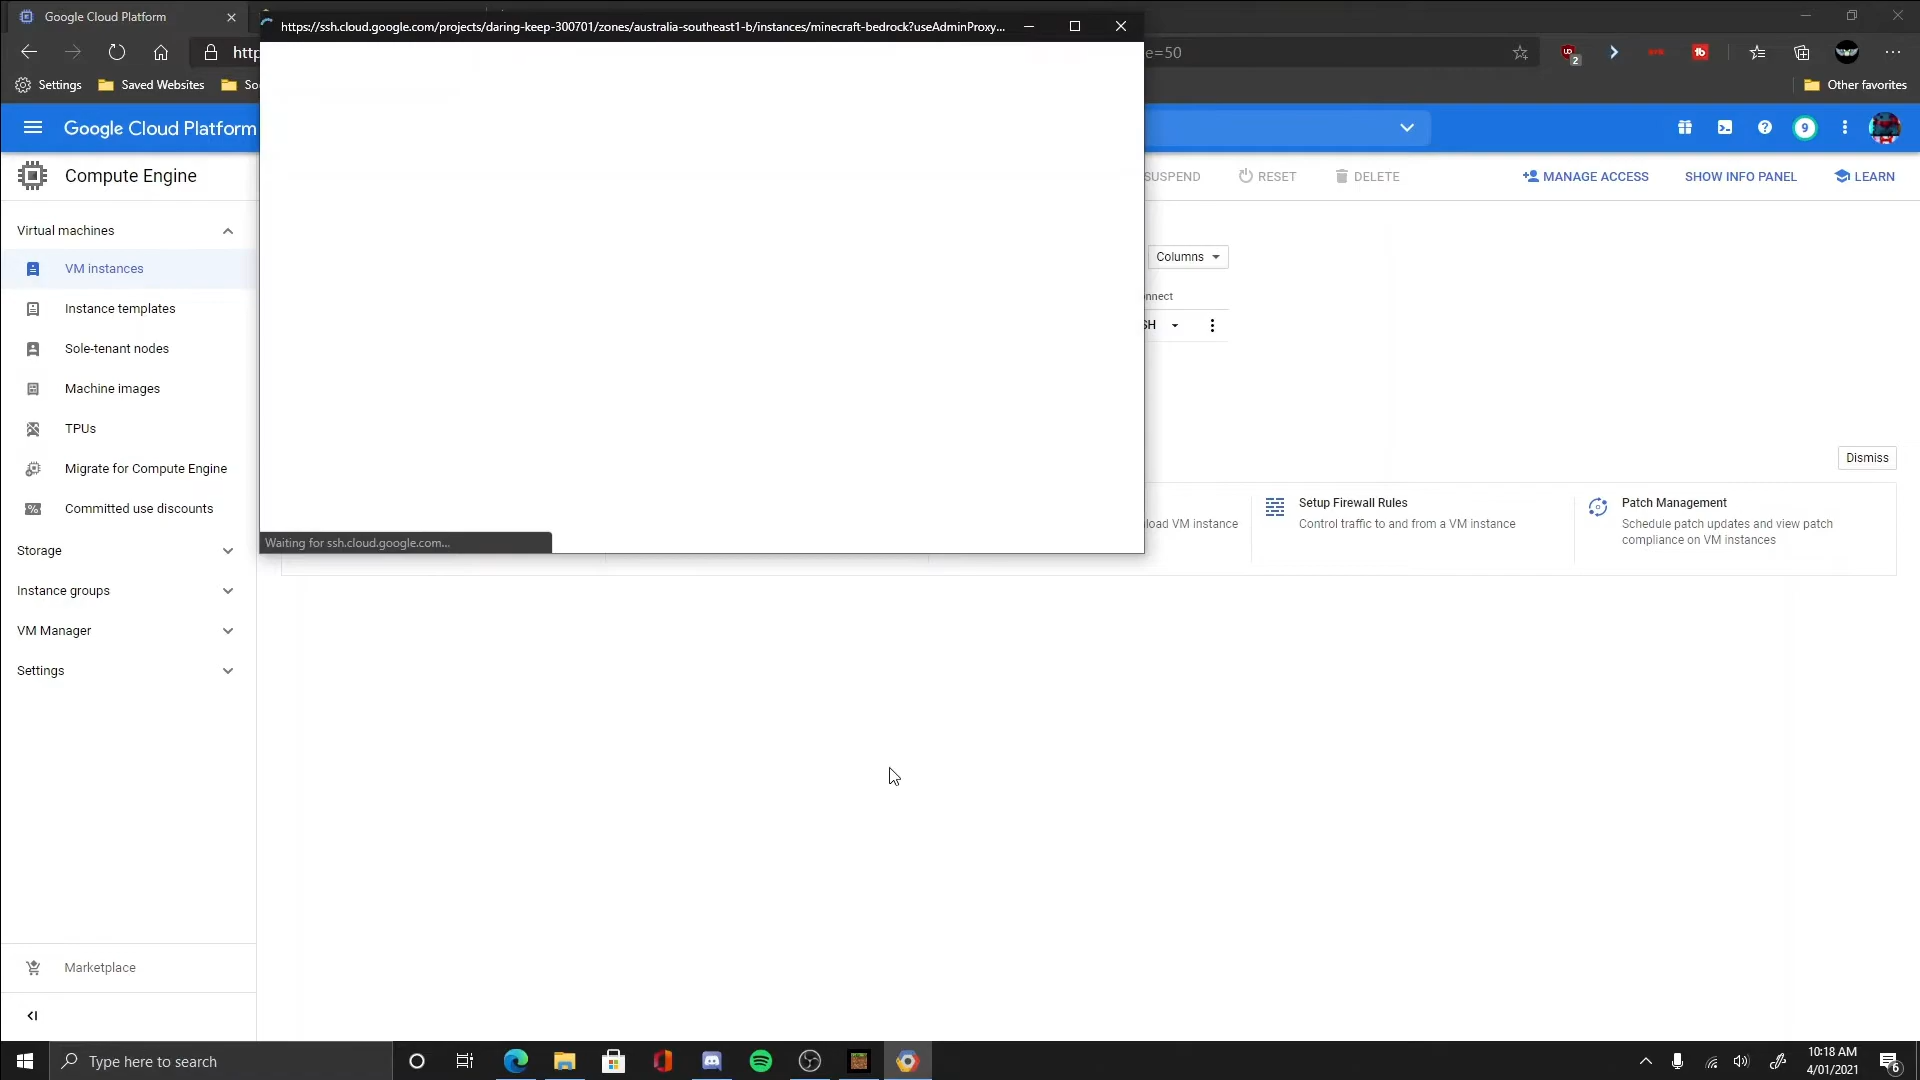 Google Cloud Platform
https://ssh.cloud.google.com/projects/daring-keep-300701/zones/australia-southeast1-b/instances/minecraft-bedrock?useAdminProxy...
http
e=50
2
Settings
Saved Websites
So
Other favorites
Google Cloud Platform
9
Compute Engine
SUSPEND
RESET
DELETE
MANAGE ACCESS
SHOW INFO PANEL
LEARN
Virtual machines
VM instances
Instance templates
Sole-tenant nodes
Machine images
TPUs
Migrate for Compute Engine
Committed use discounts
Storage
Instance groups
VM Manager
Settings
Marketplace
Columns
nnect
SH
Dismiss
load VM instance
Setup Firewall Rules
Control traffic to and from a VM instance
Patch Management
Schedule patch updates and view patch
compliance on VM instances
Waiting for ssh.cloud.google.com...
Type here to search
10:18 AM
4/01/2021
6